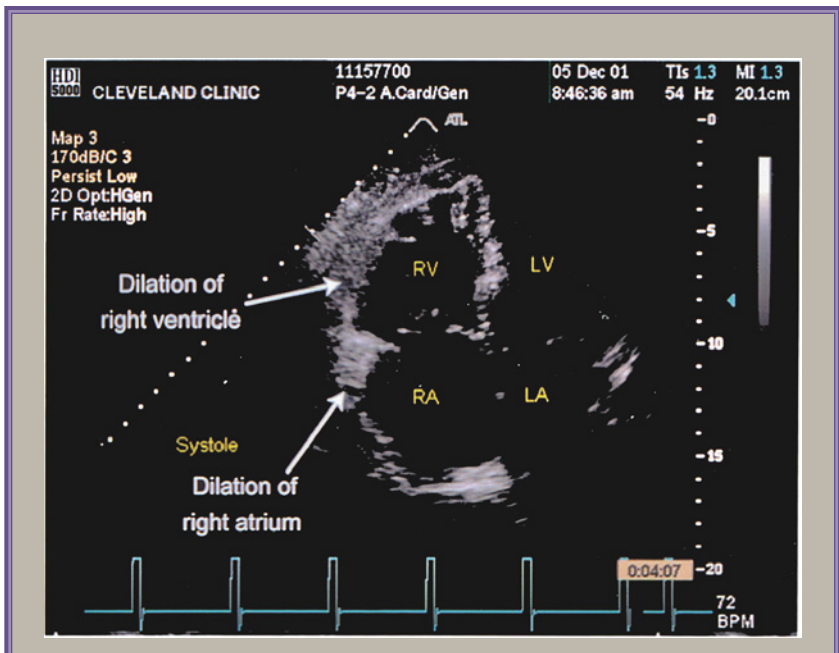 HDI 5000
CLEVELAND CLINIC
11157700
P4-2 A.Card/Gen
05 Dec 01
8:46:36 am
TIs 1.3 MI 1.3
54 Hz 20.1cm
Map 3
170dB/C 3
Persist Low
2D Opt:HGen
Fr Rate:High
ATL
-0
-5
RV
LV
Dilation of
right ventricle
-10
RA
LA
Systole
-15
Dilation of
right atrium
0:04:07
-20
72
BPM